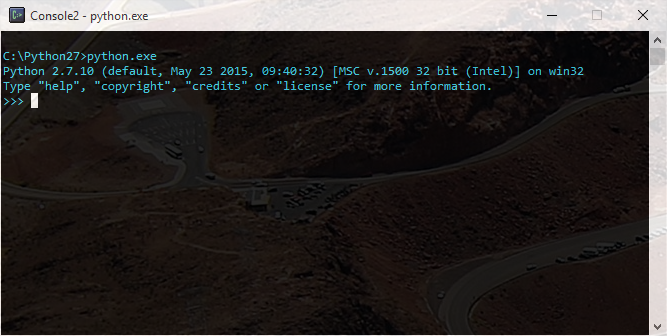 Console2 - python.exe
C:\Python27>python.exe
Python 2.7.10 (default, May 23 2015, 09:40:32) [MSC v.1500 32 bit (Intel)] on win32
Type "help", "copyright", "credits" or "license" for more information.
>>>